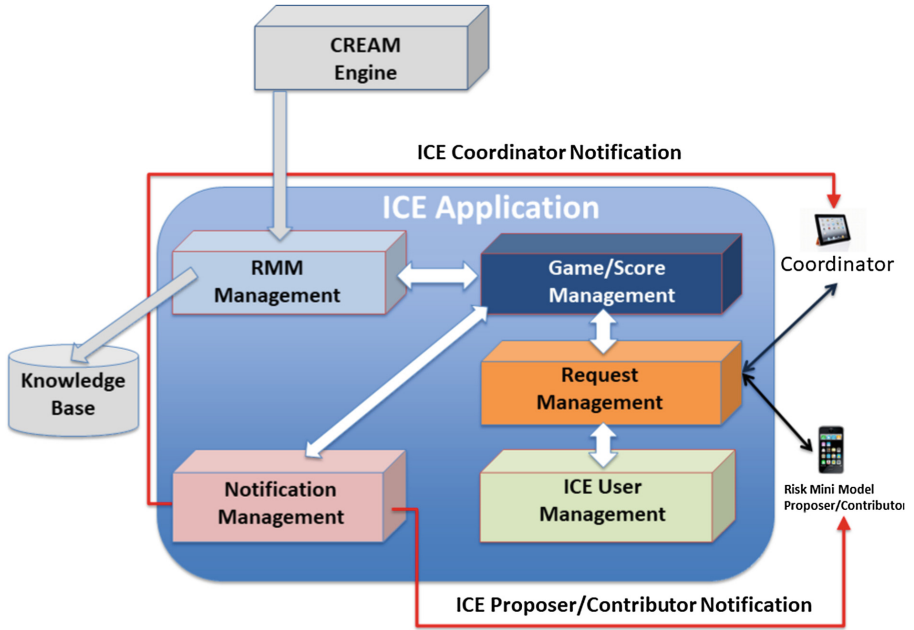 CREAM
Engine
ICE Coordinator Notification
ICE Application
RMM
Management
Game/Score
Management
Coordinator
Knowledge
Base
Request
Management
Notification
Management
ICE User
Management
Risk Mini Model
Proposer/Contributor
ICE Proposer/Contributor Notification